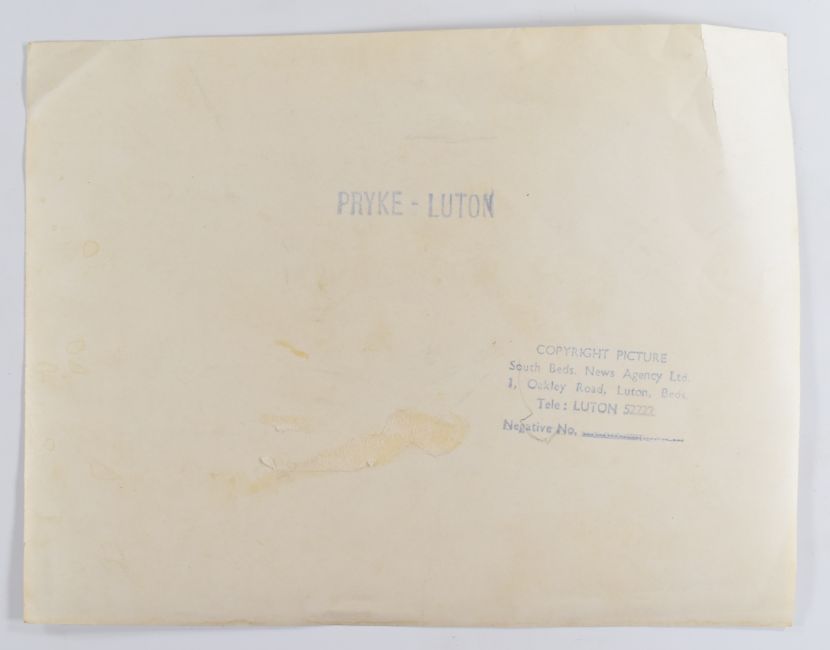 PRYKE - LUTON
COPYRIGHT PICTURE
South Beds. News Agency Ltd.
1, Oakley Road, Luton, Beds.
Tele : LUTON 52222
Negative No.